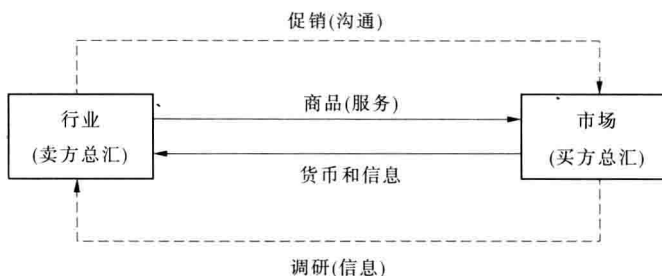 促销(沟通)
行业
(卖方总汇)
商品(服务)
市场
(买方总汇)
货币和信息
调研(信息)